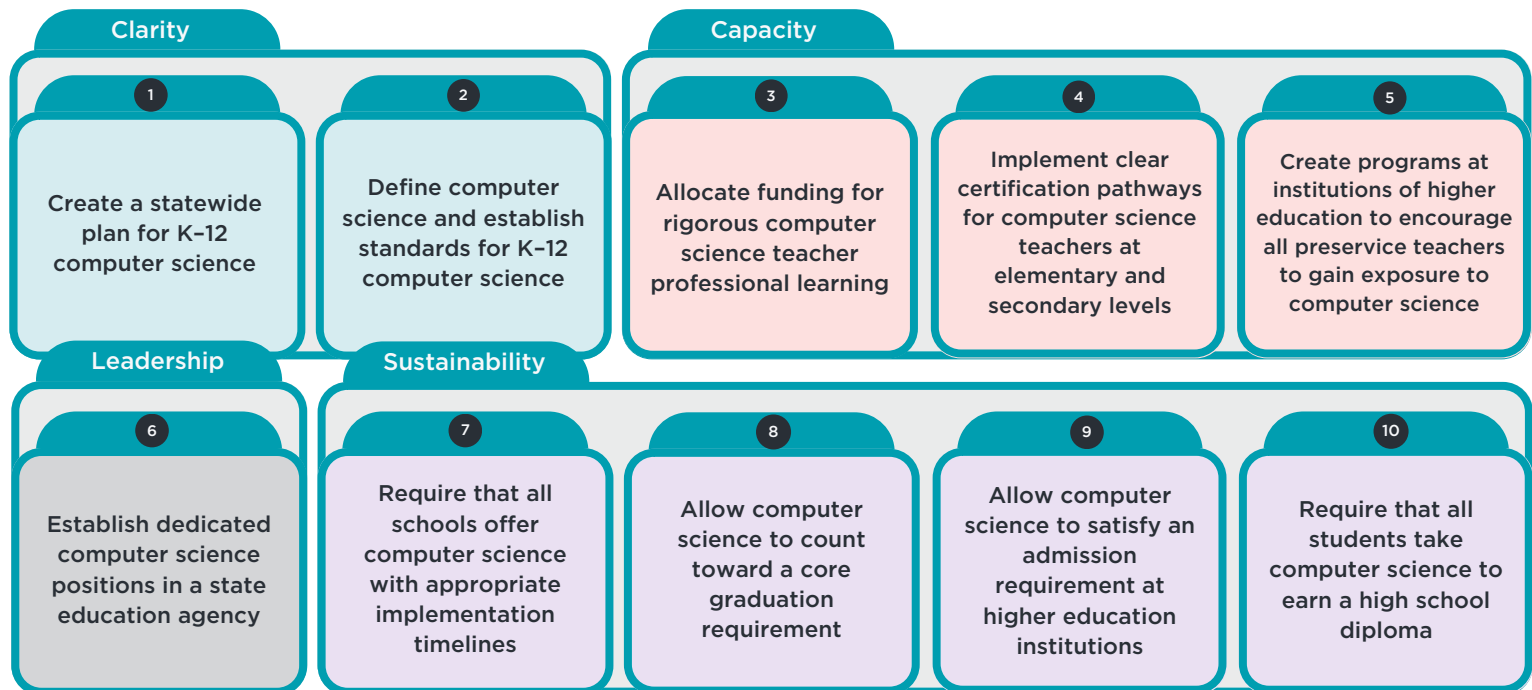 Clarity
1
Create a statewide
plan for K–12
computer science
2
Define computer
science and establish
standards for K–12
computer science
Capacity
3
Allocate funding for
rigorous computer
science teacher
professional learning
4
Implement clear
certification pathways
for computer science
teachers at
elementary and
secondary levels
5
Create programs at
institutions of higher
education to encourage
all preservice teachers
to gain exposure to
computer science
Leadership
6
Establish dedicated
computer science
positions in a state
education agency
Sustainability
7
Require that all
schools offer
computer science
with appropriate
implementation
timelines
8
Allow computer
science to count
toward a core
graduation
requirement
9
Allow computer
science to satisfy an
admission
requirement at
higher education
institutions
10
Require that all
students take
computer science to
earn a high school
diploma